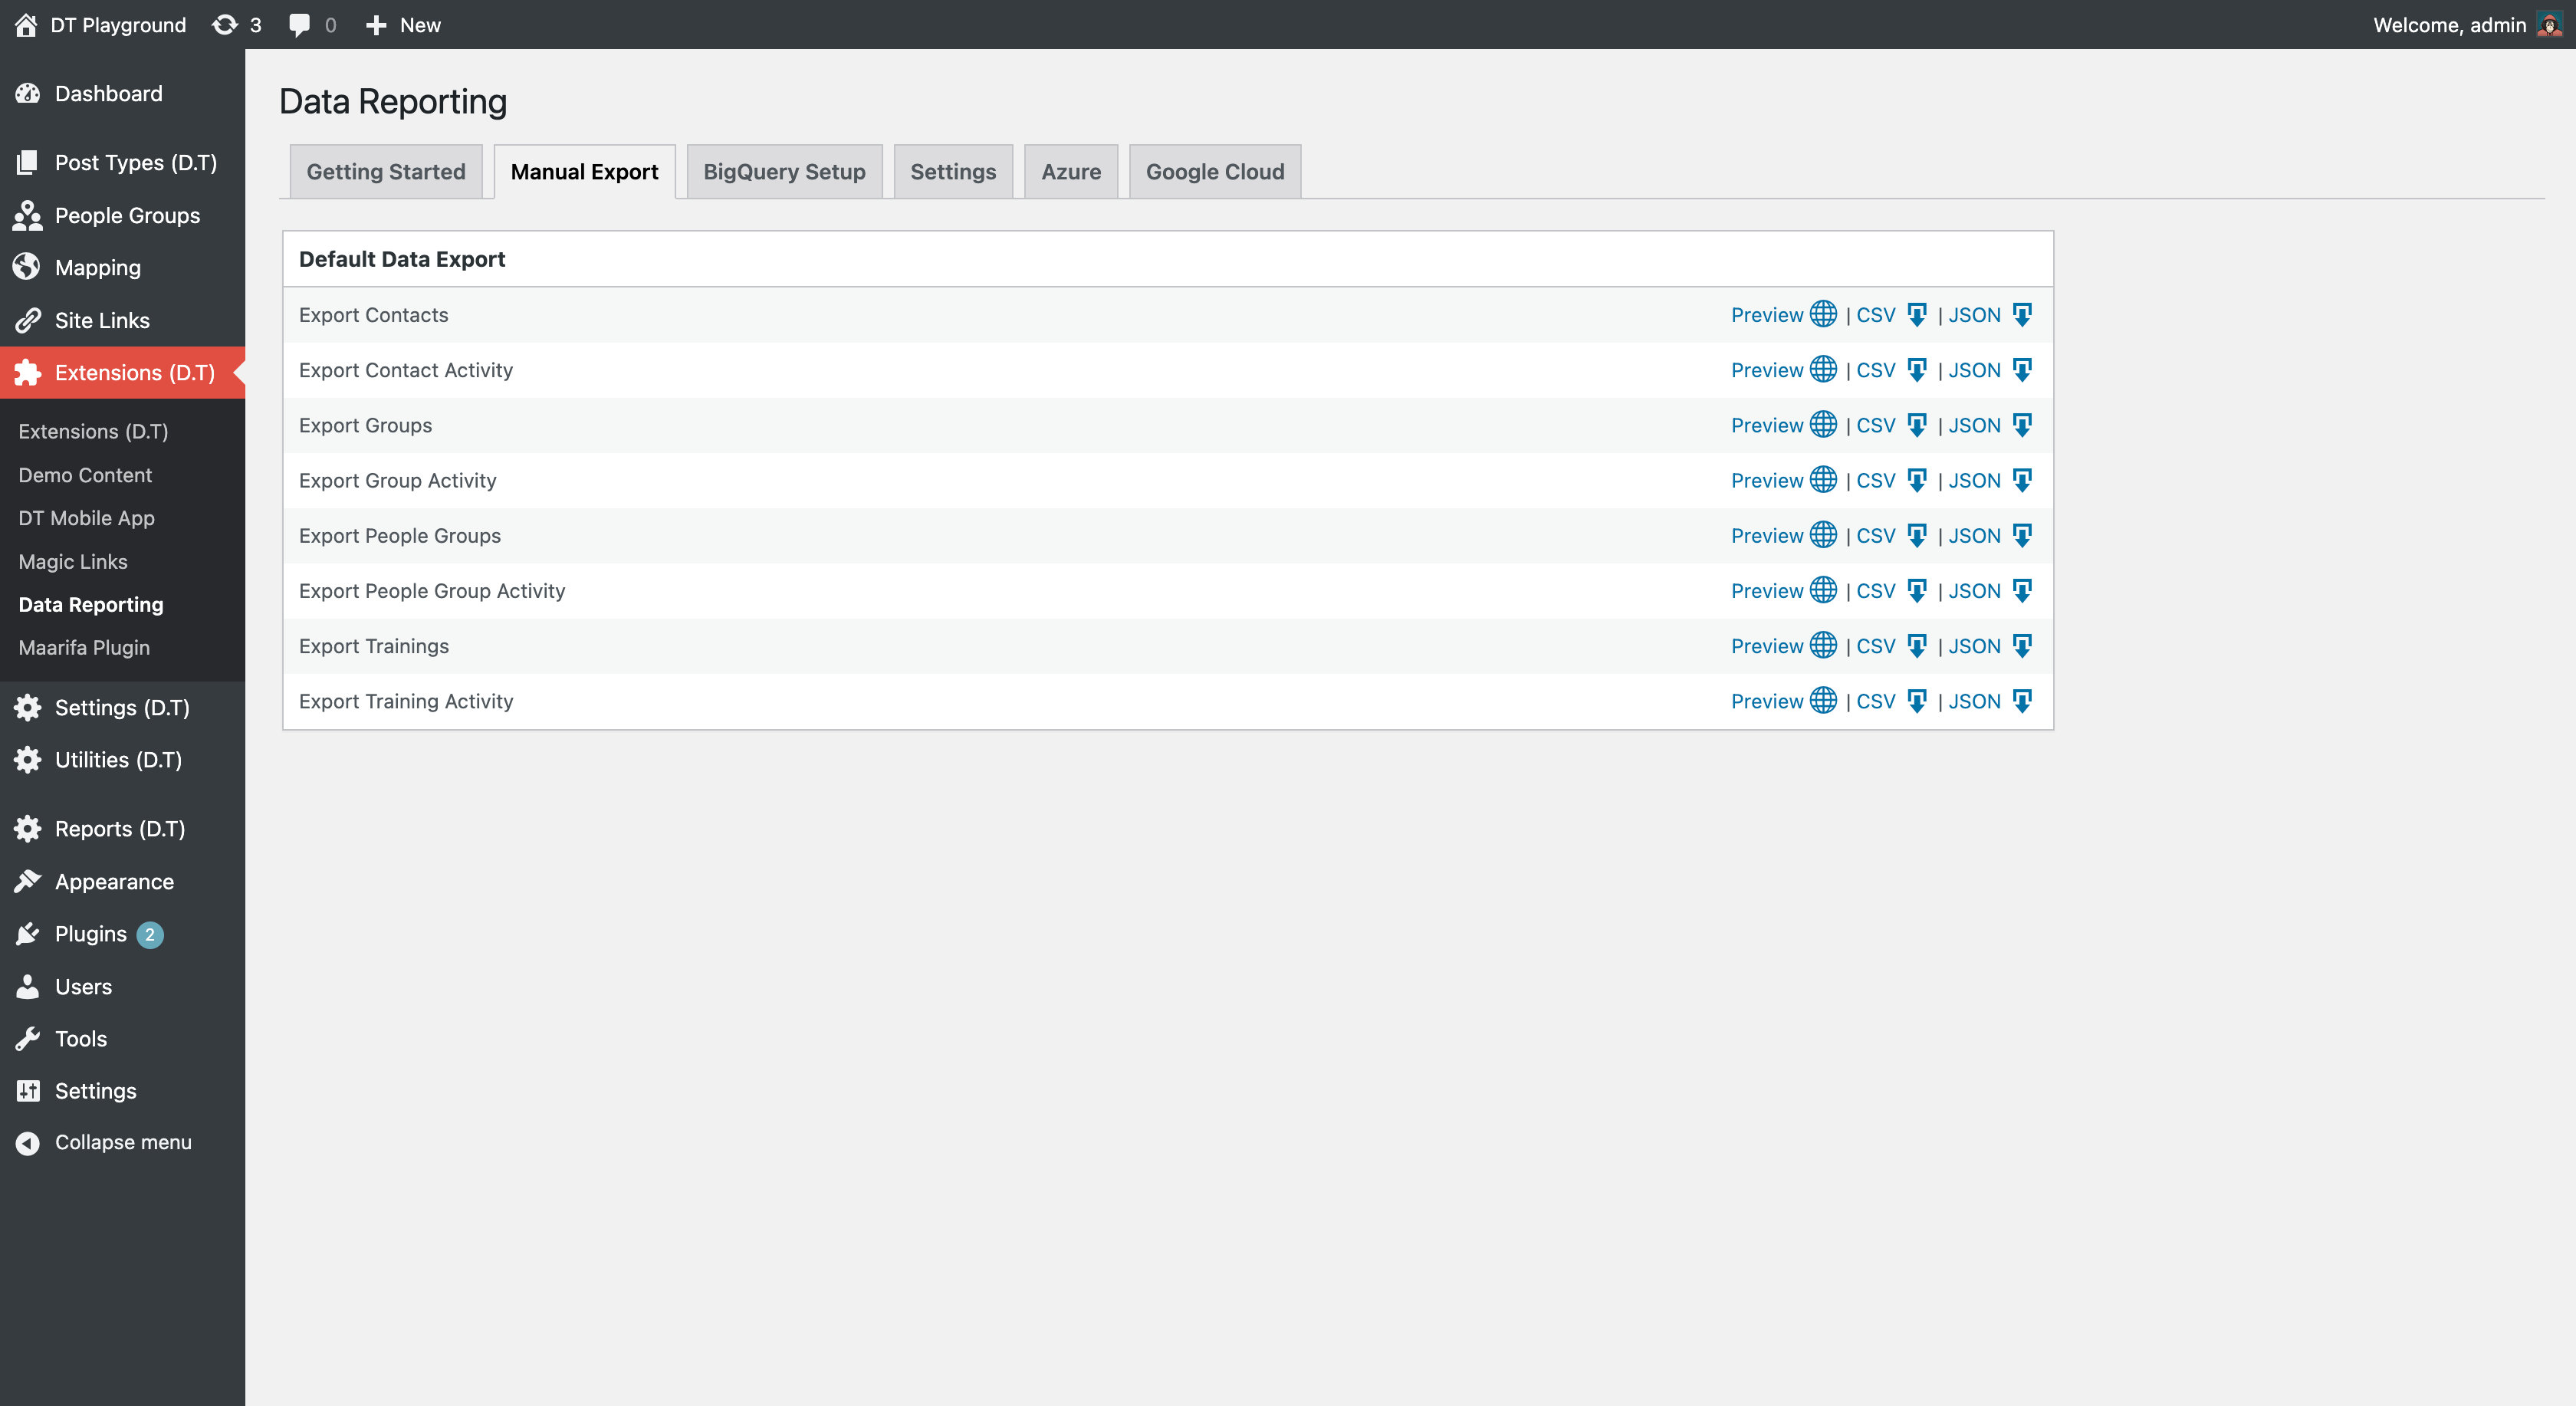 DT Playground 3 0 New Welcome, admin
Dashboard
Post Types (D.T)
People Groups
Mapping
Site Links
Extensions (D.T)
Extensions (D.T)
Demo Content
DT Mobile App
Magic Links
Data Reporting
Maarifa Plugin
Settings (D.T)
Utilities (D.T)
Reports (D.T)
Appearance
Plugins 2
Users
Tools
Settings
Collapse menu
Data Reporting
Getting Started Manual Export BigQuery Setup Settings Azure Google Cloud
Default Data Export
Export Contacts Preview | CSV | JSON
Export Contact Activity Preview | CSV | JSON
Export Groups Preview | CSV | JSON
Export Group Activity Preview | CSV | JSON
Export People Groups Preview | CSV | JSON
Export People Group Activity Preview | CSV | JSON
Export Trainings Preview | CSV | JSON
Export Training Activity Preview | CSV | JSON